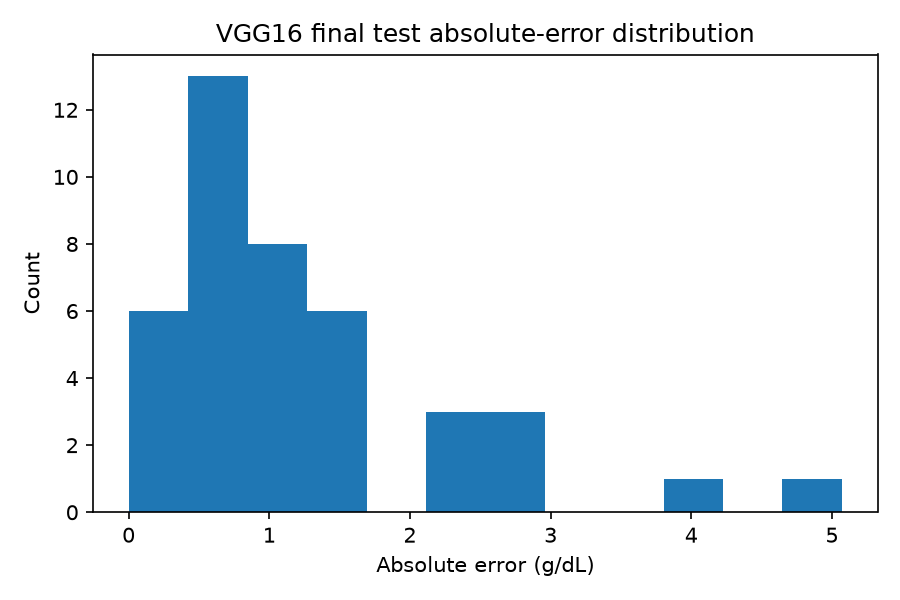 VGG16 final test absolute-error distribution
12
10
8
6
4
2
0
Count
0 1 2 3 4 5
Absolute error (g/dL)